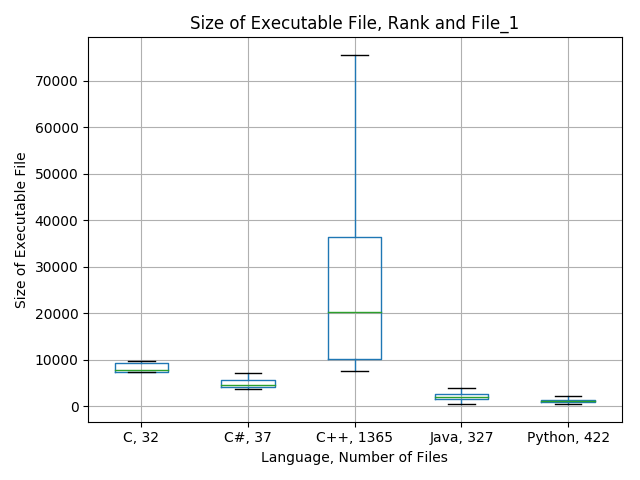 Size of Executable File, Rank and File_1
Size of Executable File
70000
60000
50000
40000
30000
20000
10000
0
C, 32
C#, 37
C++, 1365
Java, 327
Python, 422
Language, Number of Files